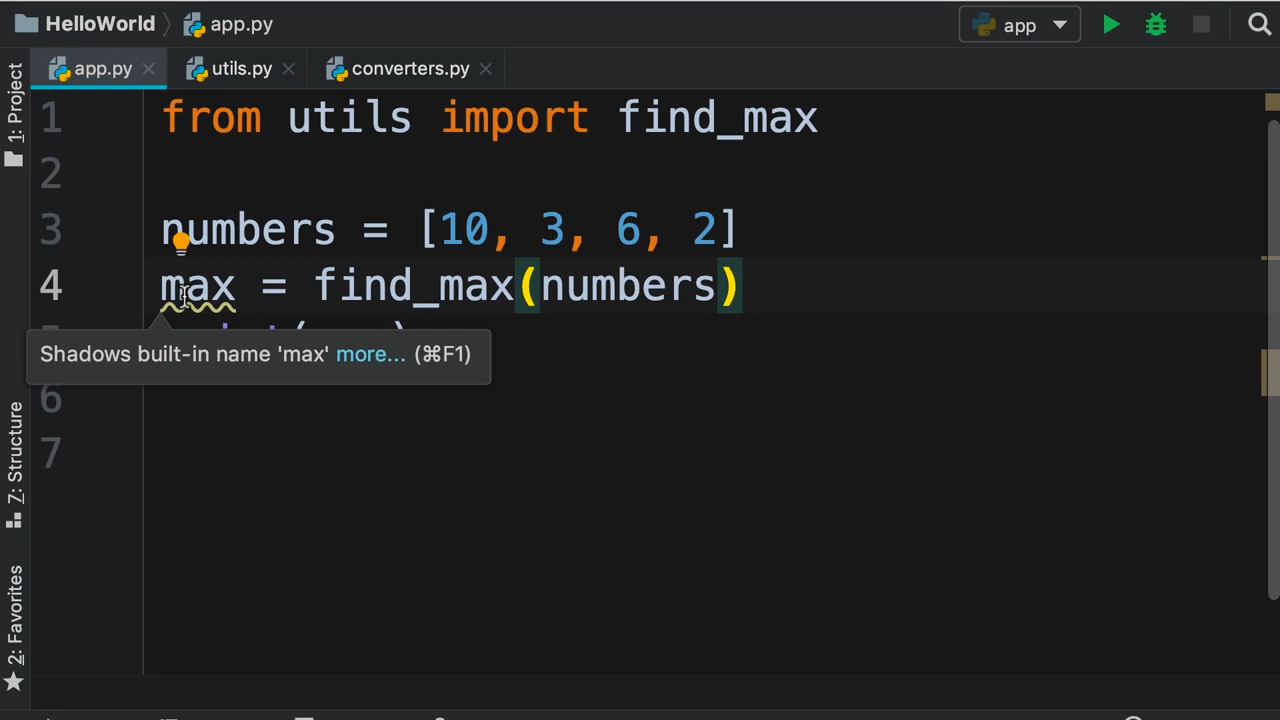 HelloWorld
app.py
app
app.py
utils.py
converters.py
1: Project
7: Structure
2: Favorites
1 from utils import find_max
2
3 numbers = [10, 3, 6, 2]
4 max = find_max(numbers)
Shadows built-in name 'max' more... (⌘F1)
6
7